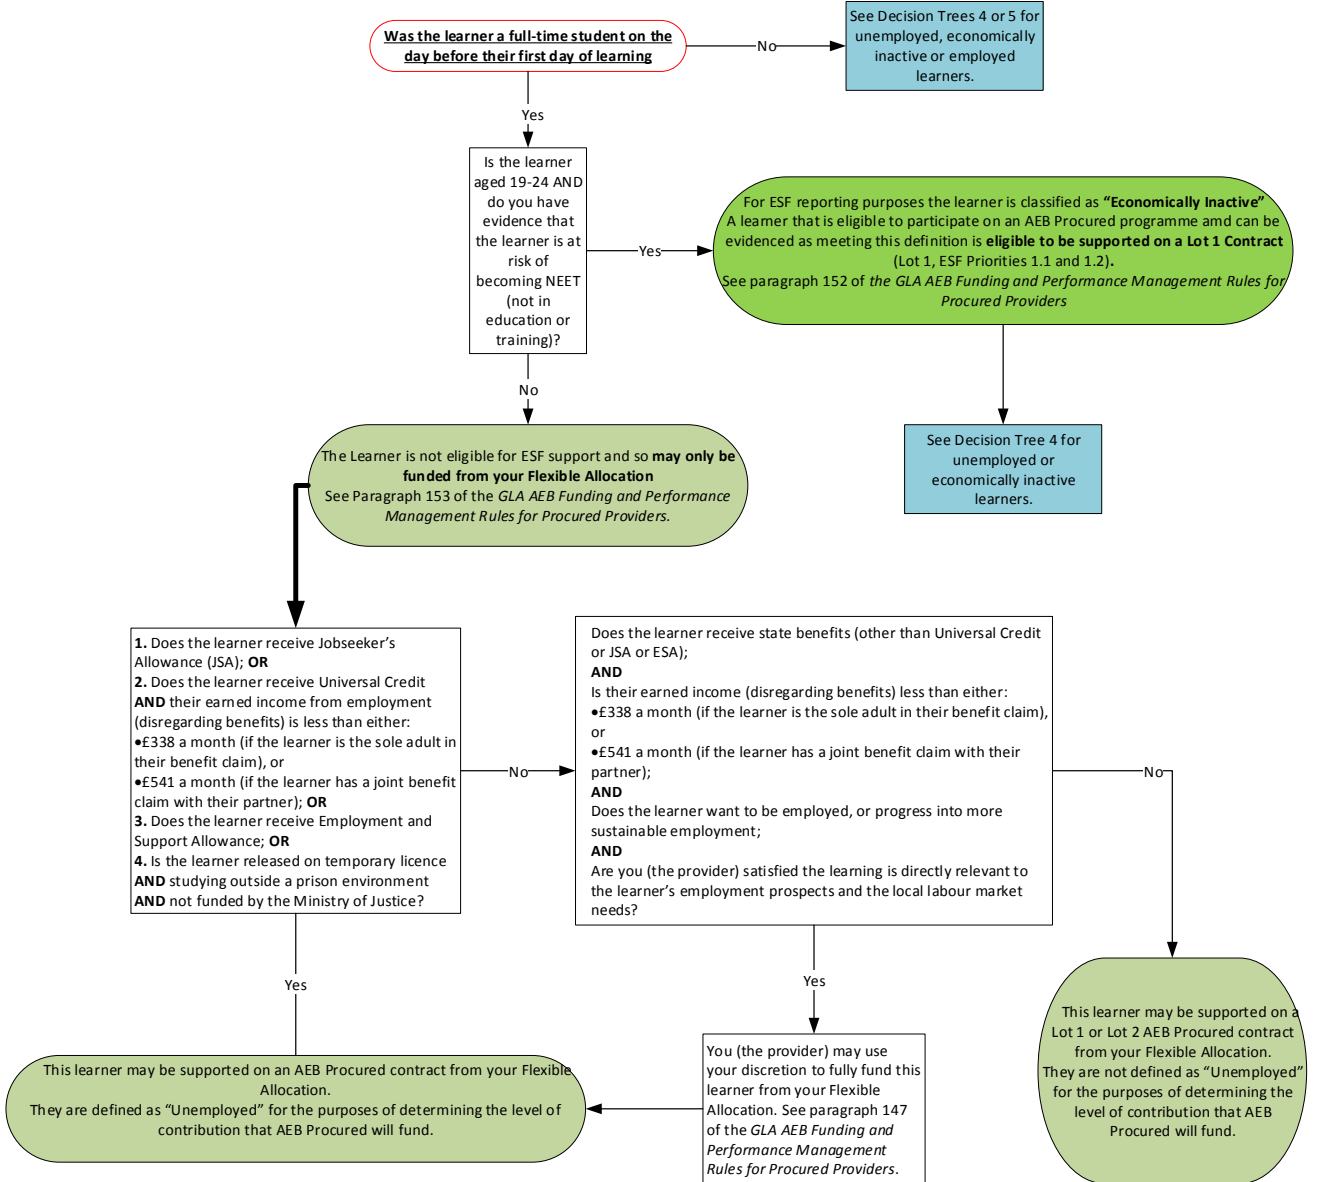 Was the learner a full-time student on the
day before their first day of learning
No
See Decision Trees 4 or 5 for
unemployed, economically
inactive or employed
learners.
Yes
Is the learner
aged 19-24 AND
do you have
evidence that
the learner is at
risk of
becoming NEET
(not in
education or
training)?
Yes
For ESF reporting purposes the learner is classified as “Economically Inactive”
A learner that is eligible to participate on an AEB Procured programme amd can be
evidenced as meeting this definition is eligible to be supported on a Lot 1 Contract
(Lot 1, ESF Priorities 1.1 and 1.2).
See paragraph 152 of the GLA AEB Funding and Performance Management Rules for
Procured Providers
No
See Decision Tree 4 for
unemployed or
economically inactive
learners.
The Learner is not eligible for ESF support and so may only be
funded from your Flexible Allocation
See Paragraph 153 of the GLA AEB Funding and Performance
Management Rules for Procured Providers.
1. Does the learner receive Jobseeker’s
Allowance (JSA); OR
2. Does the learner receive Universal Credit
AND their earned income from employment
(disregarding benefits) is less than either:
•£338 a month (if the learner is the sole adult in
their benefit claim), or
•£541 a month (if the learner has a joint benefit
claim with their partner); OR
3. Does the learner receive Employment and
Support Allowance; OR
4. Is the learner released on temporary licence
AND studying outside a prison environment
AND not funded by the Ministry of Justice?
No
Does the learner receive state benefits (other than Universal Credit
or JSA or ESA);
AND
Is their earned income (disregarding benefits) less than either:
•£338 a month (if the learner is the sole adult in their benefit claim),
or
•£541 a month (if the learner has a joint benefit claim with their
partner);
AND
Does the learner want to be employed, or progress into more
sustainable employment;
AND
Are you (the provider) satisfied the learning is directly relevant to
the learner’s employment prospects and the local labour market
needs?
No
Yes
Yes
This learner may be supported on an AEB Procured contract from your Flexible
Allocation.
They are defined as “Unemployed” for the purposes of determining the level of
contribution that AEB Procured will fund.
You (the provider) may use
your discretion to fully fund this
learner from your Flexible
Allocation. See paragraph 147
of the GLA AEB Funding and
Performance Management
Rules for Procured Providers.
This learner may be supported on a
Lot 1 or Lot 2 AEB Procured contract
from your Flexible Allocation.
They are not defined as “Unemployed”
for the purposes of determining the
level of contribution that AEB
Procured will fund.